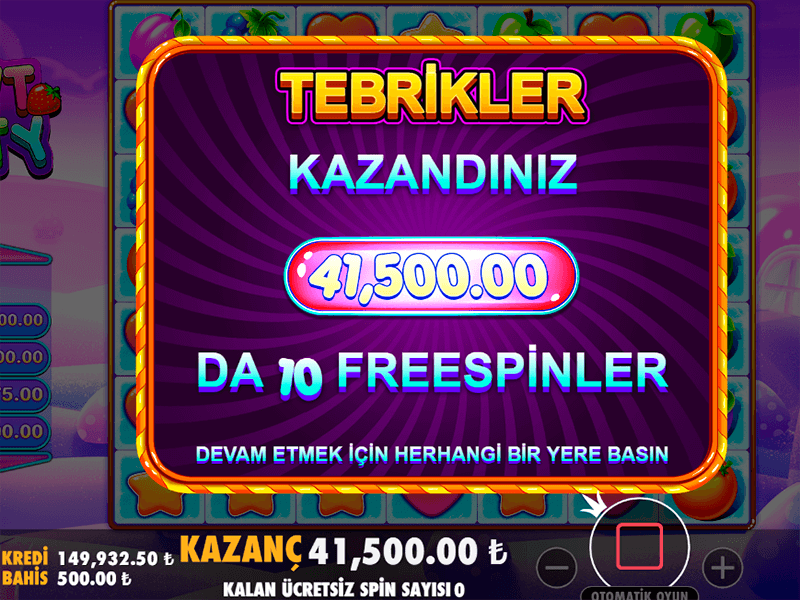 TEBRİKLER
KAZANDINIZ
41,500.00
DA 10 FREESPİNLER
DEVAM ETMEK İÇİN HERHANGİ BİR YERE BASIN
KREDİ 149,932.50 ₺
BAHİS 500.00 ₺
KAZANÇ 41,500.00 ₺
KALAN ÜCRETSİZ SPIN SAYISI 0
OTOMATİK OYUN